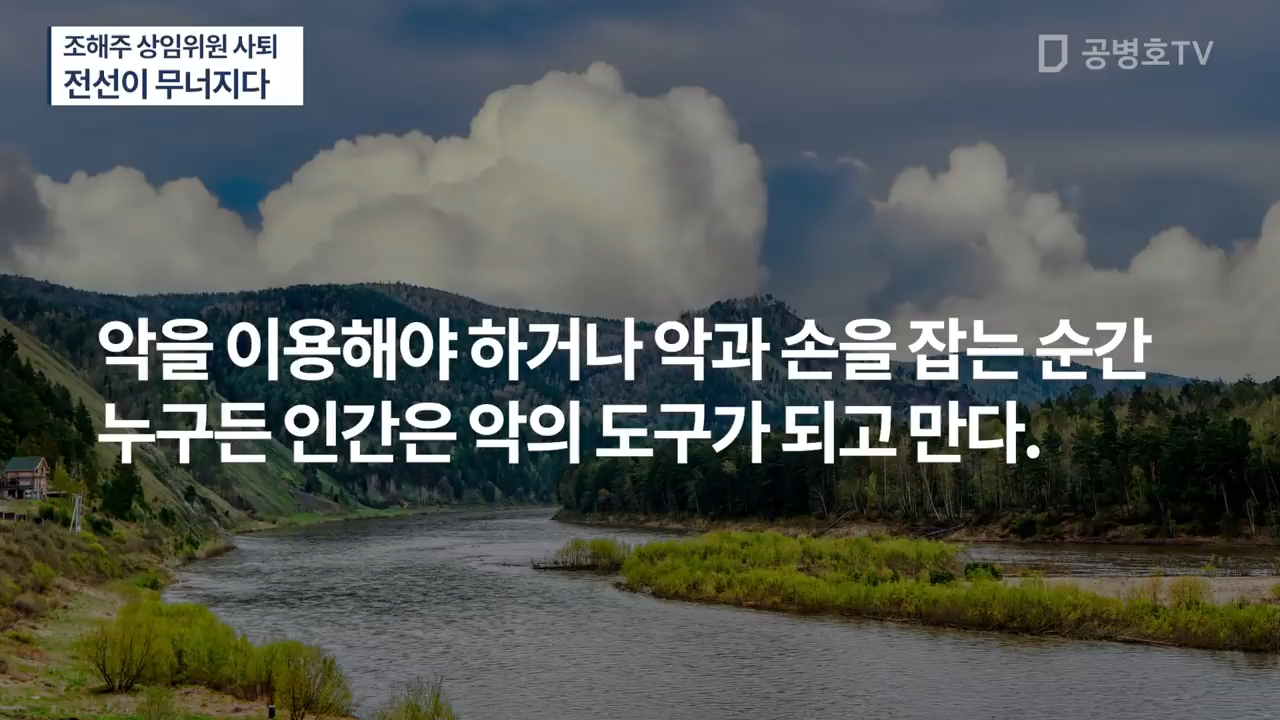 조해주 상임위원 사퇴
전선이 무너지다
공병호TV
악을 이용해야 하거나 악과 손을 잡는 순간
누구든 인간은 악의 도구가 되고 만다.